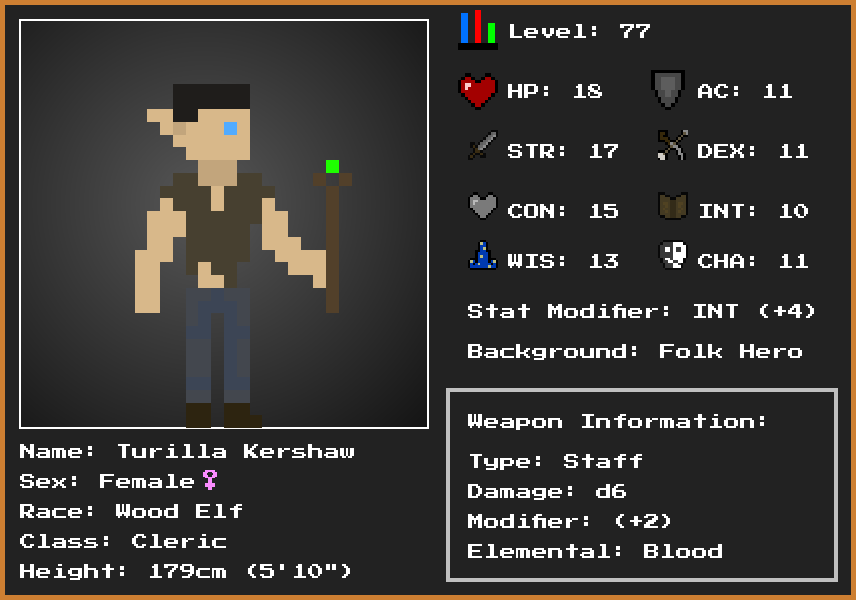 Level: 77
HP: 18 AC: 11
STR: 17 DEX: 11
CON: 15 INT: 10
WIS: 13 CHA: 11
Stat Modifier: INT (+4)
Background: Folk Hero
Weapon Information:
Type: Staff
Damage: d6
Modifier: (+2)
Elemental: Blood
Name: Turilla Kershaw
Sex: Female♀
Race: Wood Elf
Class: Cleric
Height: 179cm (5'10")